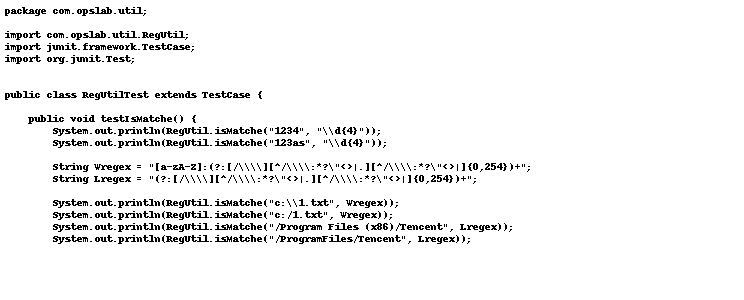 package com.opslab.util;
import com.opslab.util.RegUtil;
import junit.framework.TestCase;
import org.junit.Test;
public class RegUtilTest extends TestCase {
public void testIsMatche() {
System.out.println(RegUtil.isMatche("1234", "\\d{4}"));
System.out.println(RegUtil.isMatche("123as", "\\d{4}"));
String Wregex = "[a-zA-Z]:(?:[/\\\\][^/\\\\:*?\"<>|.][^/\\\\:*?\"<>|]{0,254})+";
String Lregex = "(?:[/\\\\][^/\\\\:*?\"<>|.][^/\\\\:*?\"<>|]{0,254})+";
System.out.println(RegUtil.isMatche("c:\\1.txt", Wregex));
System.out.println(RegUtil.isMatche("c:/1.txt", Wregex));
System.out.println(RegUtil.isMatche("/Program Files (x86)/Tencent", Lregex));
System.out.println(RegUtil.isMatche("/ProgramFiles/Tencent", Lregex));